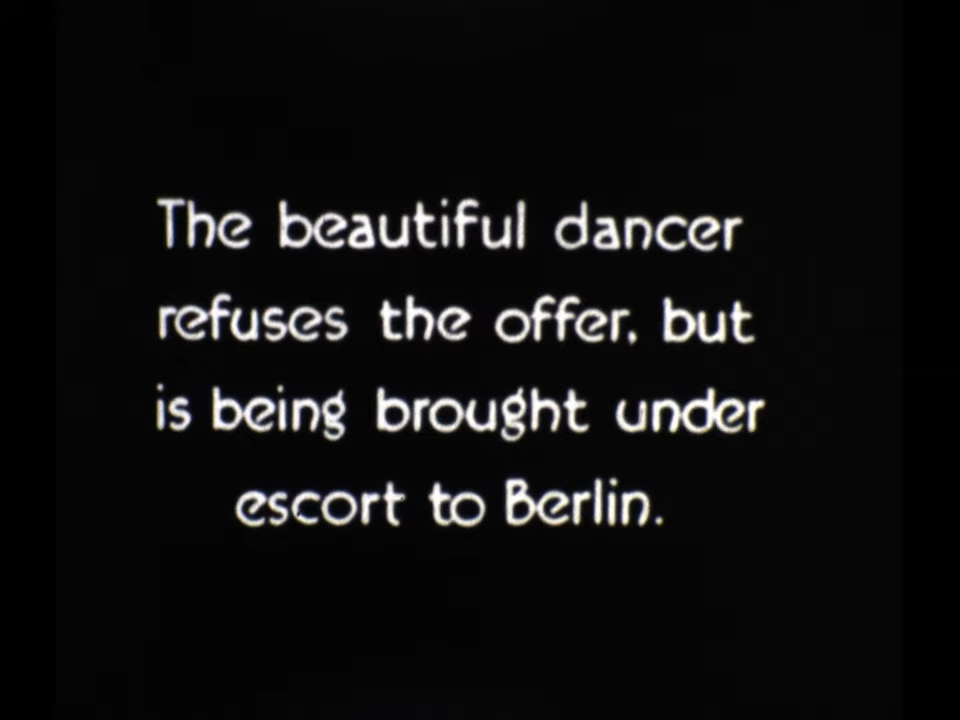 The beautiful dancer
refuses the offer, but
is being brought under
escort to Berlin.